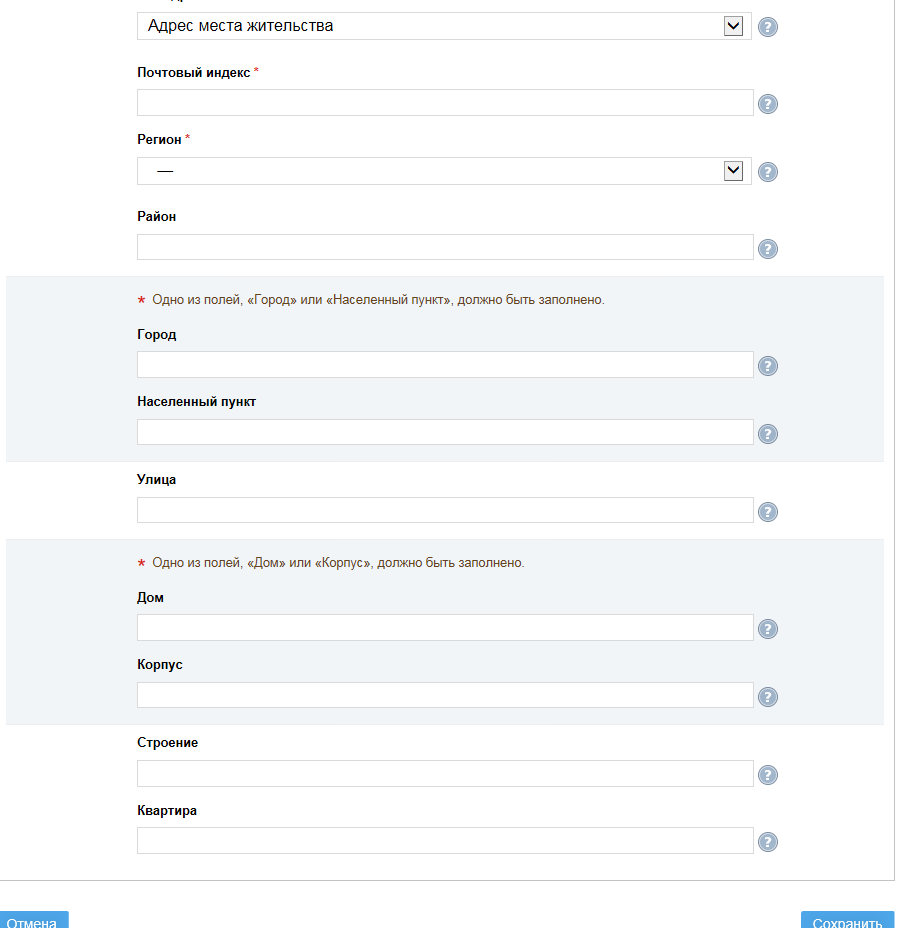 Адрес места жительства
?
Почтовый индекс *
?
Регион *
—
?
Район
?
* Одно из полей, «Город» или «Населенный пункт», должно быть заполнено.
Город
?
Населенный пункт
?
Улица
?
* Одно из полей, «Дом» или «Корпус», должно быть заполнено.
Дом
?
Корпус
?
Строение
?
Квартира
?
Отмена
Сохранить